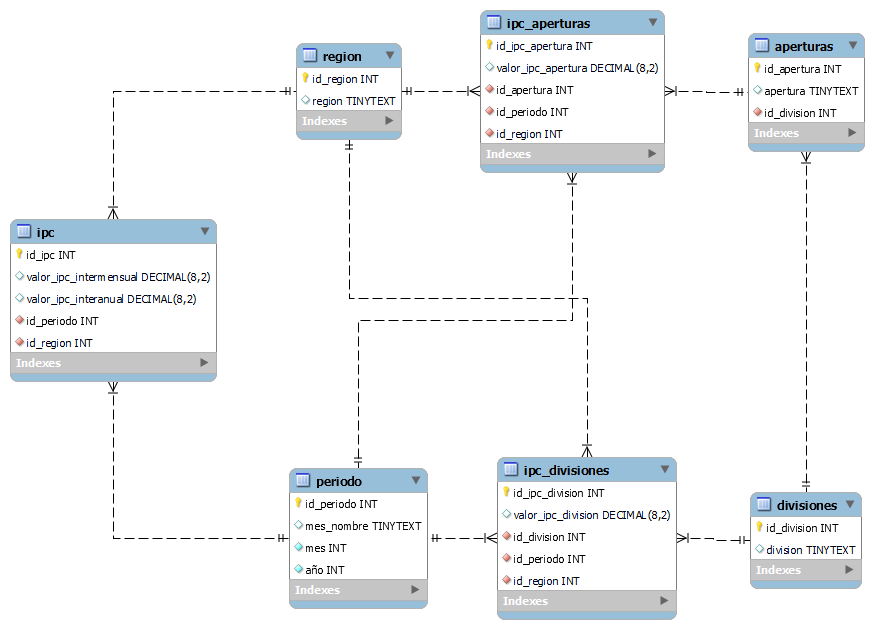 region
id_region INT
region TINYTEXT
Indexes
ipc_aperturas
id_ipc_apertura INT
valor_ipc_apertura DECIMAL(8,2)
id_apertura INT
id_periodo INT
id_region INT
Indexes
aperturas
id_apertura INT
apertura TINYTEXT
id_division INT
Indexes
ipc
id_ipc INT
valor_ipc_intermensual DECIMAL(8,2)
valor_ipc_interanual DECIMAL(8,2)
id_periodo INT
id_region INT
Indexes
periodo
id_periodo INT
mes_nombre TINYTEXT
mes INT
año INT
Indexes
ipc_divisiones
id_ipc_division INT
valor_ipc_division DECIMAL(8,2)
id_division INT
id_periodo INT
id_region INT
Indexes
divisiones
id_division INT
division TINYTEXT
Indexes